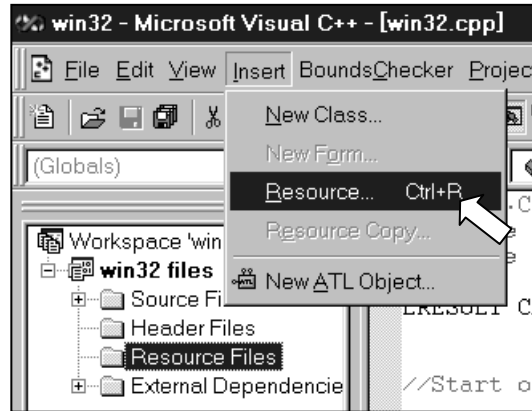 win32 - Microsoft Visual C++ - [win32.cpp]
File Edit View Insert BoundsChecker Projec
(Globals)
New Class...
New Form...
Resource... Ctrl+R
Resource Copy...
New ATL Object...
Workspace 'win
win32 files
Source Fi
Header Files
Resource Files
External Dependencie
.C
e
e
LRESULT C
//Start o